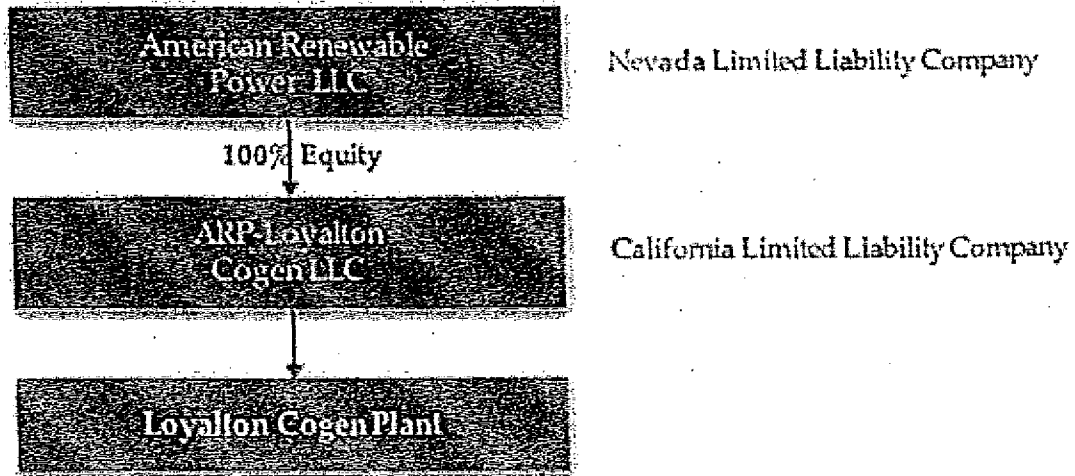 American Renewable
Power LLC
Nevada Limited Liability Company
100% Equity
ARP-Loyalton
Cogen LLC
California Limited Liability Company
Loyalton Cogen Plant